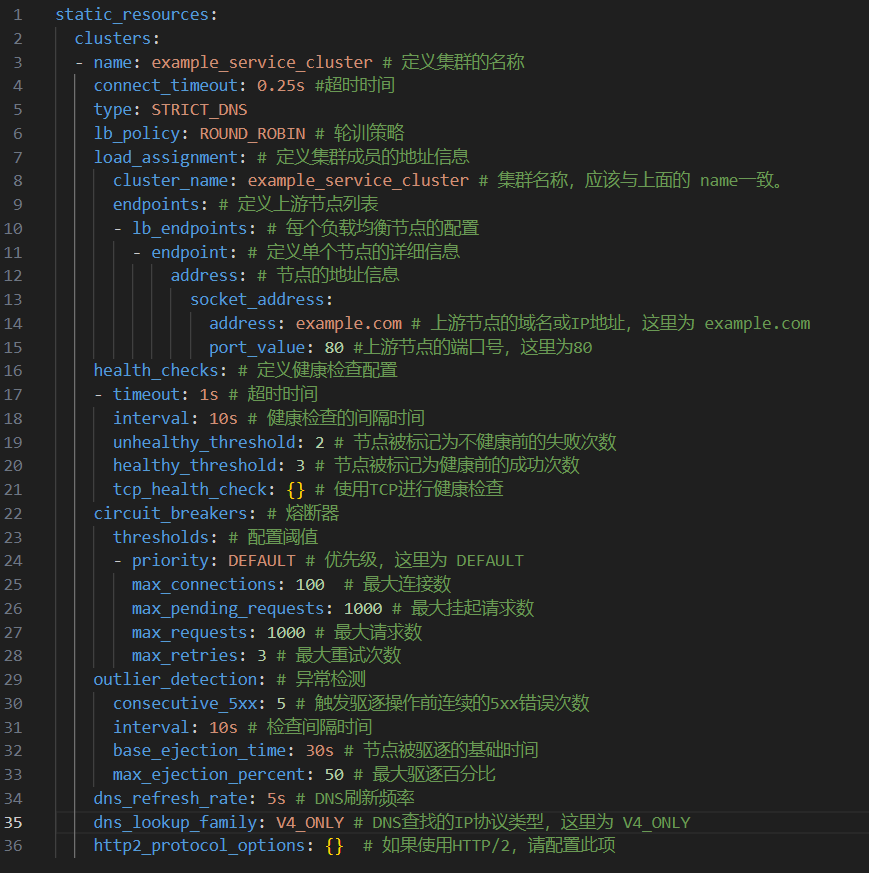 1 static_resources:
2   clusters:
3   - name: example_service_cluster # 定义集群的名称
4     connect_timeout: 0.25s #超时时间
5     type: STRICT_DNS
6     lb_policy: ROUND_ROBIN # 轮训策略
7     load_assignment: # 定义集群成员的地址信息
8       cluster_name: example_service_cluster # 集群名称，应该与上面的 name一致。
9       endpoints: # 定义上游节点列表
10       - lb_endpoints: # 每个负载均衡节点的配置
11         - endpoint: # 定义单个节点的详细信息
12             address: # 节点的地址信息
13               socket_address:
14                 address: example.com # 上游节点的域名或IP地址，这里为 example.com
15                 port_value: 80 #上游节点的端口号，这里为80
16     health_checks: # 定义健康检查配置
17     - timeout: 1s # 超时时间
18       interval: 10s # 健康检查的间隔时间
19       unhealthy_threshold: 2 # 节点被标记为不健康前的失败次数
20       healthy_threshold: 3 # 节点被标记为健康前的成功次数
21       tcp_health_check: {} # 使用TCP进行健康检查
22     circuit_breakers: # 熔断器
23       thresholds: # 配置阈值
24       - priority: DEFAULT # 优先级，这里为 DEFAULT
25         max_connections: 100  # 最大连接数
26         max_pending_requests: 1000 # 最大挂起请求数
27         max_requests: 1000 # 最大请求数
28         max_retries: 3 # 最大重试次数
29     outlier_detection: # 异常检测
30       consecutive_5xx: 5 # 触发驱逐操作前连续的5xx错误次数
31       interval: 10s # 检查间隔时间
32       base_ejection_time: 30s # 节点被驱逐的基础时间
33       max_ejection_percent: 50 # 最大驱逐百分比
34     dns_refresh_rate: 5s # DNS刷新频率
35     dns_lookup_family: V4_ONLY # DNS查找的IP协议类型，这里为 V4_ONLY
36     http2_protocol_options: {}  # 如果使用HTTP/2，请配置此项